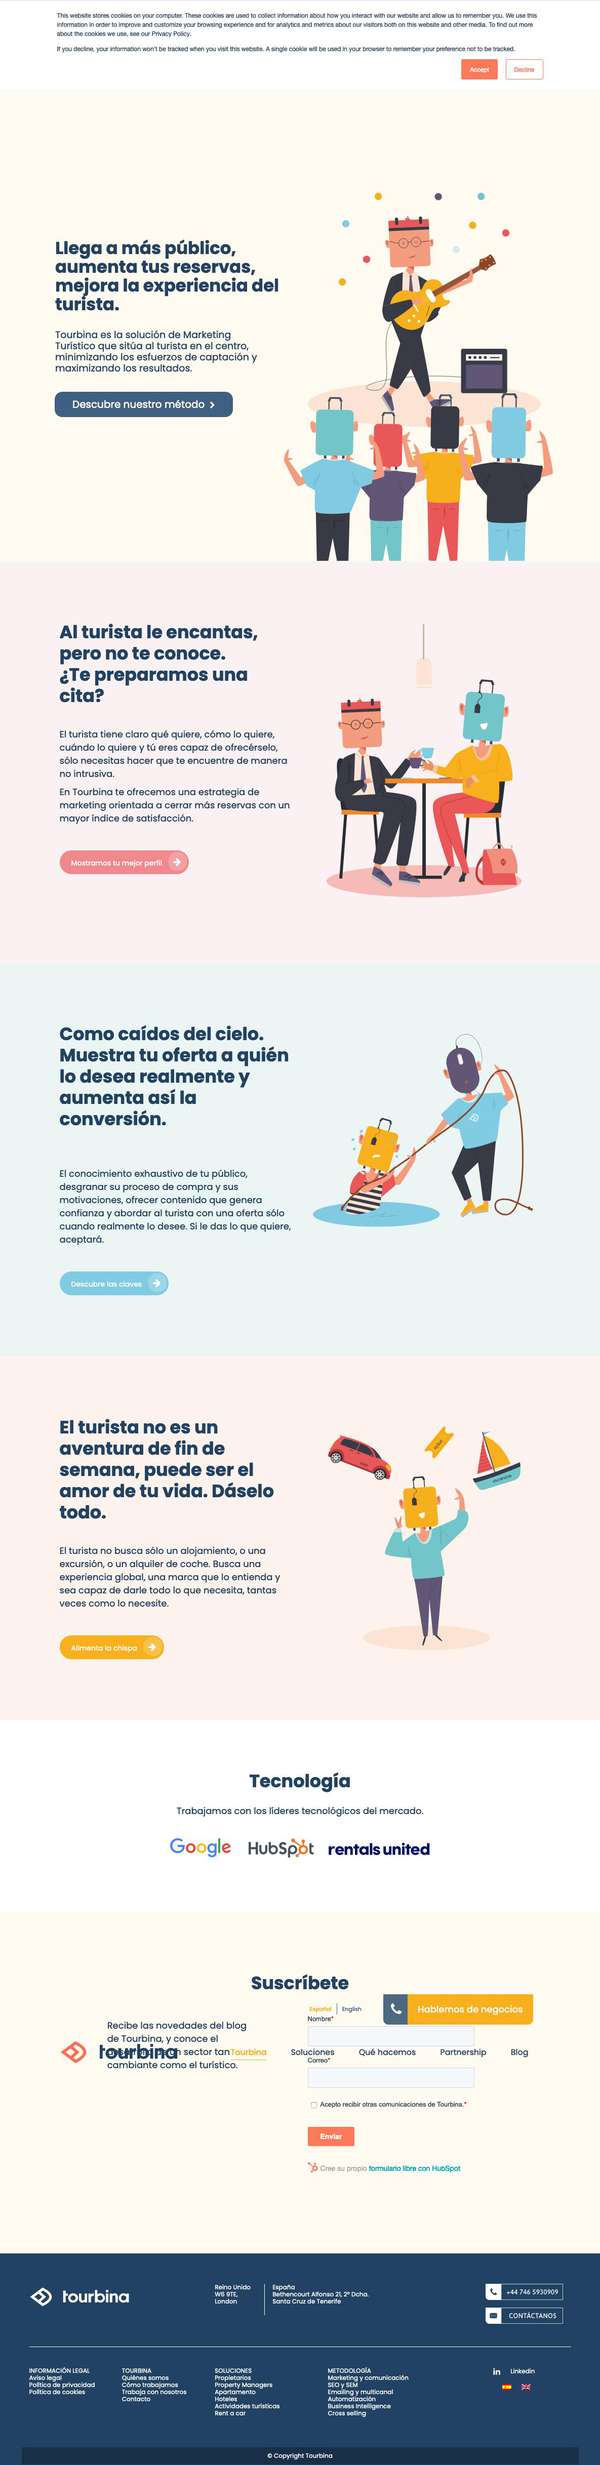 This website stores cookies on your computer. These cookies are used to collect information about how you interact with our website and allow us to remember you. We use this
information in order to improve and customize your browsing experience and for analytics and metrics about our visitors both on this website and other media. To find out more
about the cookies we use, see our Privacy Policy.
If you decline, your information won't be tracked when you visit this website. A single cookie will be used in your browser to remember your preference not to be tracked.
Accept
Decline
Llega a más público,
aumenta tus reservas,
mejora la experiencia del
turista.
Tourbina es la solución de Marketing
Turístico que sitúa al turista en el centro,
minimizando los esfuerzos de captación y
maximizando los resultados.
Descubre nuestro método >
Al turista le encantas,
pero no te conoce.
¿Te preparamos una
cita?
El turista tiene claro qué quiere, cómo lo quiere,
cuándo lo quiere y tú eres capaz de ofrecérselo,
sólo necesitas hacer que te encuentre de manera
no intrusiva.
En Tourbina te ofrecemos una estrategia de
marketing orientada a cerrar más reservas con un
mayor índice de satisfacción.
Mostramos tu mejor perfil
Como caídos del cielo.
Muestra tu oferta a quién
lo desea realmente y
aumenta así la
conversión.
El conocimiento exhaustivo de tu público,
desgranar su proceso de compra y sus
motivaciones, ofrecer contenido que genera
confianza y abordar al turista con una oferta sólo
cuando realmente lo desee. Si le das lo que quiere,
aceptará.
Descubre las claves
El turista no es un
aventura de fin de
semana, puede ser el
amor de tu vida. Dáselo
todo.
El turista no busca sólo un alojamiento, o una
excursión, o un alquiler de coche. Busca una
experiencia global, una marca que lo entienda y
sea capaz de darle todo lo que necesita, tantas
veces como lo necesite.
Alimenta la chispa
Tecnología
Trabajamos con los líderes tecnológicos del mercado.
Google HubSpot rentals united
Suscríbete
Español | English
Hablemos de negocios
Nombre*
Recibe las novedades del blog
de Tourbina, y conoce el
un sector tan
cambiante como el turístico.
tourbina
Tourbina Soluciones Qué hacemos Partnership Blog
Correo*
Acepto recibir otras comunicaciones de Tourbina.*
Enviar
Cree su propio formulario libre con HubSpot
tourbina
Reino Unido
W6 9TE,
London
España
Bethencourt Alfonso 21, 2º Dcha.
Santa Cruz de Tenerife
+44 746 5930909
CONTÁCTANOS
INFORMACIÓN LEGAL
Aviso legal
Política de privacidad
Política de cookies
TOURBINA
Quiénes somos
Cómo trabajamos
Trabaja con nosotros
Contacto
SOLUCIONES
Propietarios
Property Managers
Apartamento
Hoteles
Actividades turísticas
Rent a car
METODOLOGÍA
Marketing y comunicación
SEO y SEM
Emailing y multicanal
Automatización
Business Intelligence
Cross selling
in Linkedin
© Copyright Tourbina